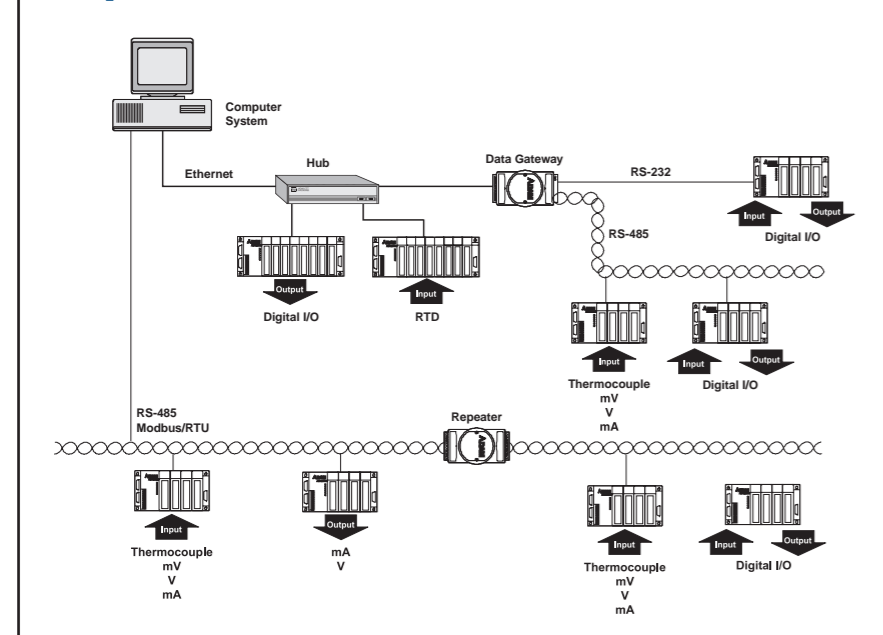 Computer
System
Ethernet
Hub
Data Gateway
RS-232
Input
Output
Digital I/O
RS-485
Output
Digital I/O
Input
RTD
Input
Thermocouple
mV
V
mA
Input
Output
Digital I/O
RS-485
Modbus/RTU
Repeater
Input
Thermocouple
mV
V
mA
Output
mA
V
Input
Thermocouple
mV
V
mA
Input
Output
Digital I/O